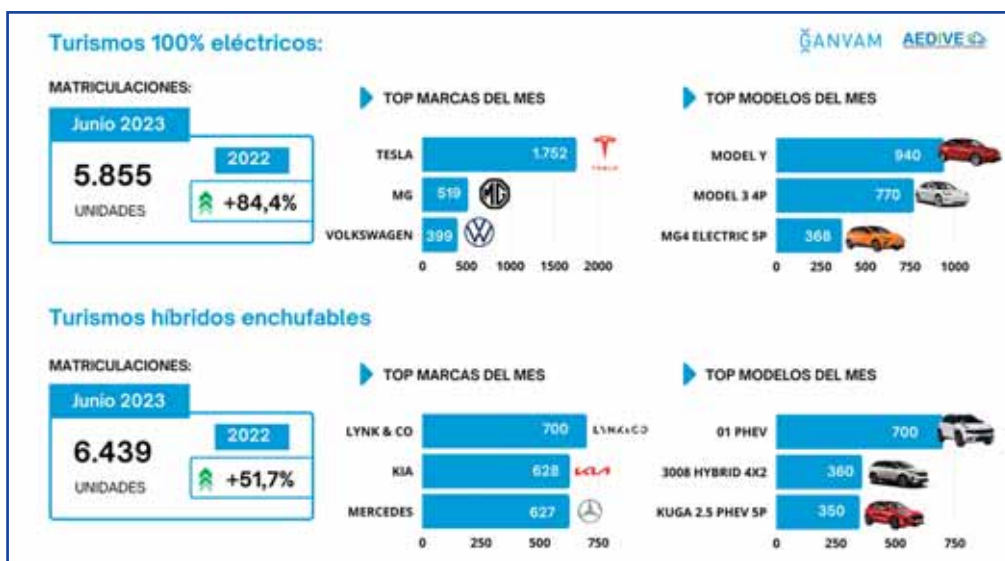 Turismos 100% eléctricos:
GANVAM
AEDIVE
MATRICULACIONES:
Junio 2023
5.855
UNIDADES
2022
+84,4%
TOP MARCAS DEL MES
TESLA 1.752
TESLA
MG 519
MG
VOLKSWAGEN 399
0 500 1000 1500 2000
TOP MODELOS DEL MES
MODEL Y 940
MODEL 3 4P 770
MG4 ELECTRIC 5P 368
0 250 500 750 1000
Turismos híbridos enchufables
MATRICULACIONES:
Junio 2023
6.439
UNIDADES
2022
+51,7%
TOP MARCAS DEL MES
LYNK & CO 700
LYNK&CO
KIA 628
KIA
MERCEDES 627
0 250 500 750
TOP MODELOS DEL MES
01 PHEV 700
3008 HYBRID 4X2 360
KUGA 2.5 PHEV 5P 350
0 250 500 750